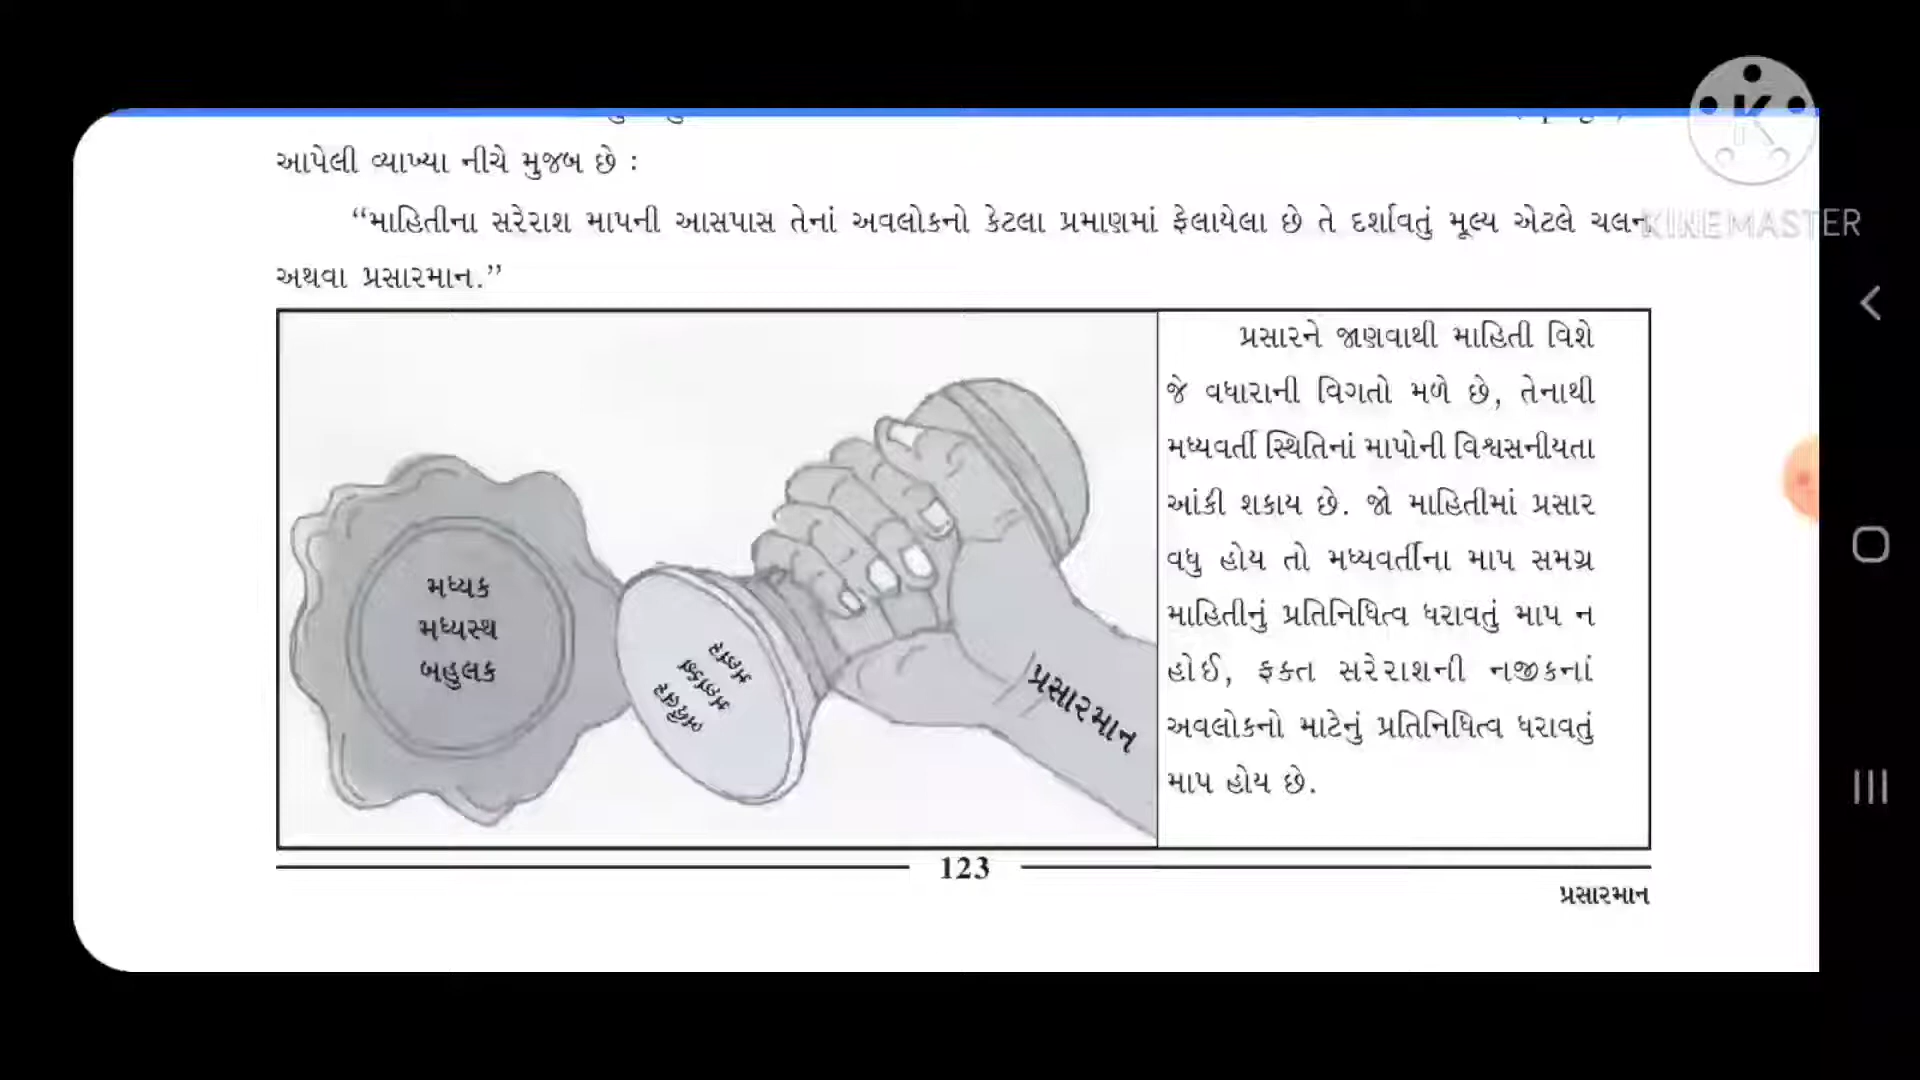 આપેલી વ્યાખ્યા નીચે મુજબ છે :
“માહિતીના સરેરાશ માપની આસપાસ તેનાં અવલોકનો કેટલા પ્રમાણમાં ફેલાયેલા છે તે દર્શાવતું મૂલ્ય એટલે ચલન
અથવા પ્રસારમાન.”
પ્રસારને જાણવાથી માહિતી વિશે
જે વધારાની વિગતો મળે છે, તેનાથી
મધ્યવર્તી સ્થિતિનાં માપોની વિશ્વસનીયતા
આંકી શકાય છે. જો માહિતીમાં પ્રસાર
વધુ હોય તો મધ્યવર્તીના માપ સમગ્ર
માહિતીનું પ્રતિનિધિત્વ ધરાવતું માપ ન
હોઈ, ફક્ત સરેરાશની નજીકનાં
અવલોકનો માટેનું પ્રતિનિધિત્વ ધરાવતું
માપ હોય છે.
મધ્યક
મધ્યસ્થ
બહુલક
પ્રસારમાન
123
પ્રસારમાન
K
KINEMASTER